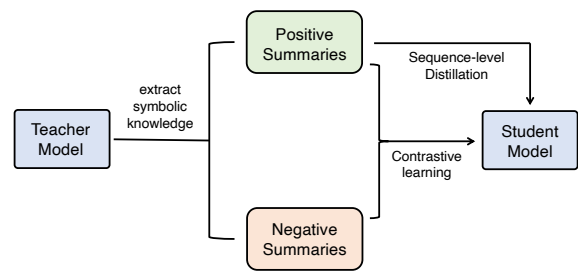 Teacher
Model
extract
symbolic
knowledge
Positive
Summaries
Negative
Summaries
Sequence-level
Distillation
Contrastive
learning
Student
Model